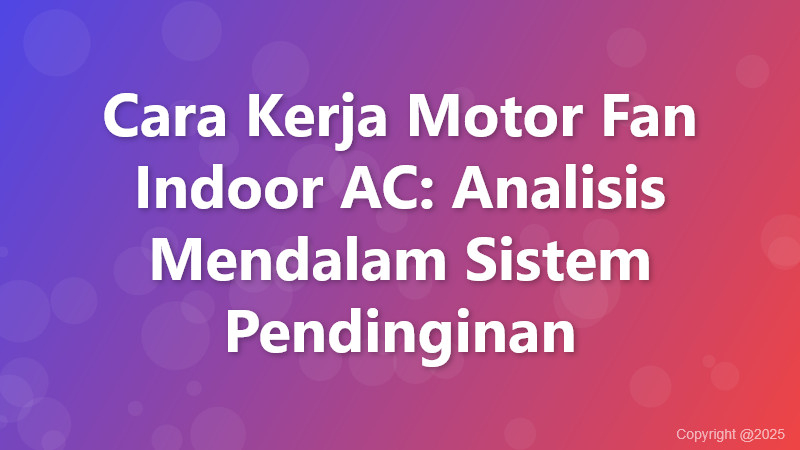 Cara Kerja Motor Fan
Indoor AC: Analisis
Mendalam Sistem
Pendinginan
Copyright @2025